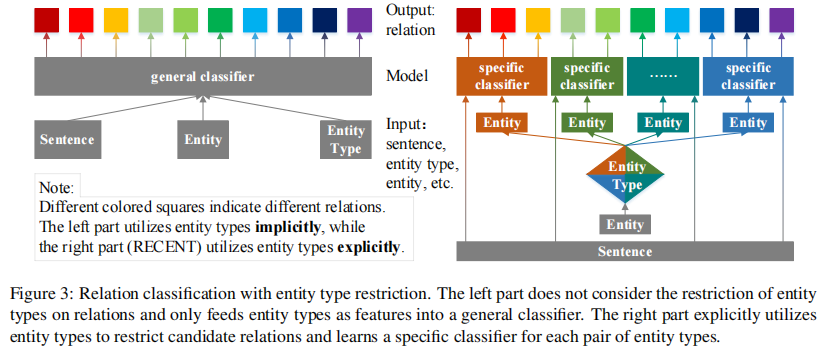 Output:
relation
general classifier
Model
specific
classifier
specific
classifier
……
specific
classifier
Sentence
Entity
Entity
Type
Input:
sentence,
entity type,
entity, etc.
Entity
Entity
Entity
Entity
Entity
Type
Entity
Sentence
Note:
Different colored squares indicate different relations.
The left part utilizes entity types implicitly, while
the right part (RECENT) utilizes entity types explicitly.
Figure 3: Relation classification with entity type restriction. The left part does not consider the restriction of entity
types on relations and only feeds entity types as features into a general classifier. The right part explicitly utilizes
entity types to restrict candidate relations and learns a specific classifier for each pair of entity types.